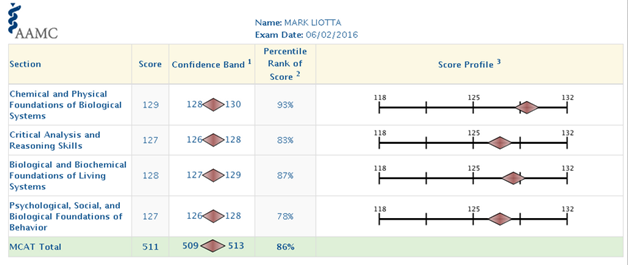 AAMC
Name: MARK LIOTTA
Exam Date: 06/02/2016
Section Score Confidence Band 1 Percentile Rank of Score 2 Score Profile 3
Chemical and Physical Foundations of Biological Systems 129 128 130 93% 118 125 132
Critical Analysis and Reasoning Skills 127 126 128 83% 118 125 132
Biological and Biochemical Foundations of Living Systems 128 127 129 87% 118 125 132
Psychological, Social, and Biological Foundations of Behavior 127 126 128 78% 118 125 132
MCAT Total 511 509 513 86%